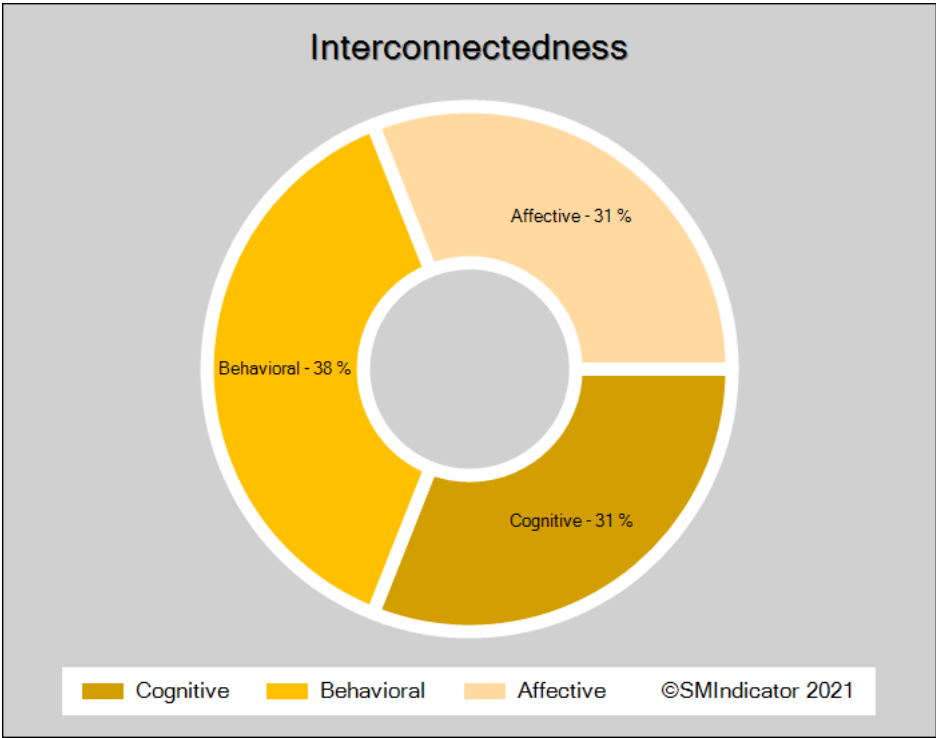 Interconnectedness
Affective - 31 %
Behavioral - 38 %
Cognitive - 31 %
Cognitive Behavioral Affective ©SMIndicator 2021